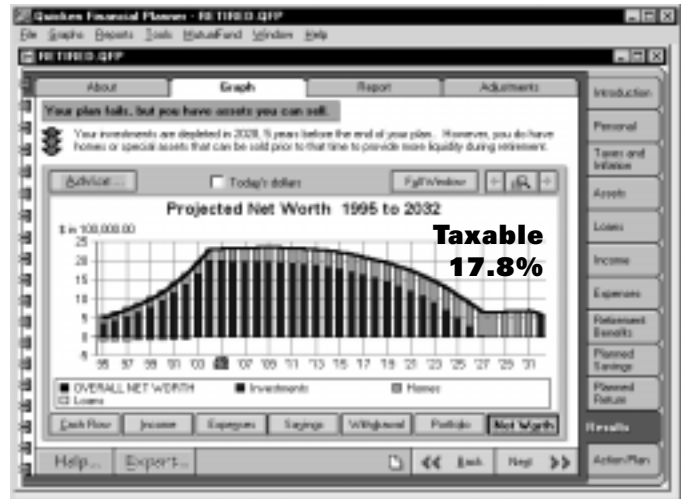 Quicken Financial Planner - RETIRED.QFP
File Graphs Reports Tools MutualFund Window Help
RETIRED.QFP
About Graph Report Adjustments
Your plan fails, but you have assets you can sell.
Your investments are depleted in 2028, 5 years before the end of your plan. However, you do have
homes or special assets that can be sold prior to that time to provide more liquidity during retirement.
Advice... Today's dollars Full Window
Projected Net Worth 1995 to 2032
$ in 100,000.00
Taxable
17.8%
25
20
15
10
5
-5
95 97 99 '01 '03 '07 '09 '11 '13 '15 '17 '19 '21 '23 '25 '27 '29 '31
OVERALL NET WORTH Investments Homes
Loans
Cash Flow Income Expenses Savings Withdrawal Portfolio Net Worth
Help... Export... Back Next
Introduction
Personal
Taxes and
Inflation
Assets
Loans
Income
Expenses
Retirement
Benefits
Planned
Savings
Planned
Return
Results
Action Plan